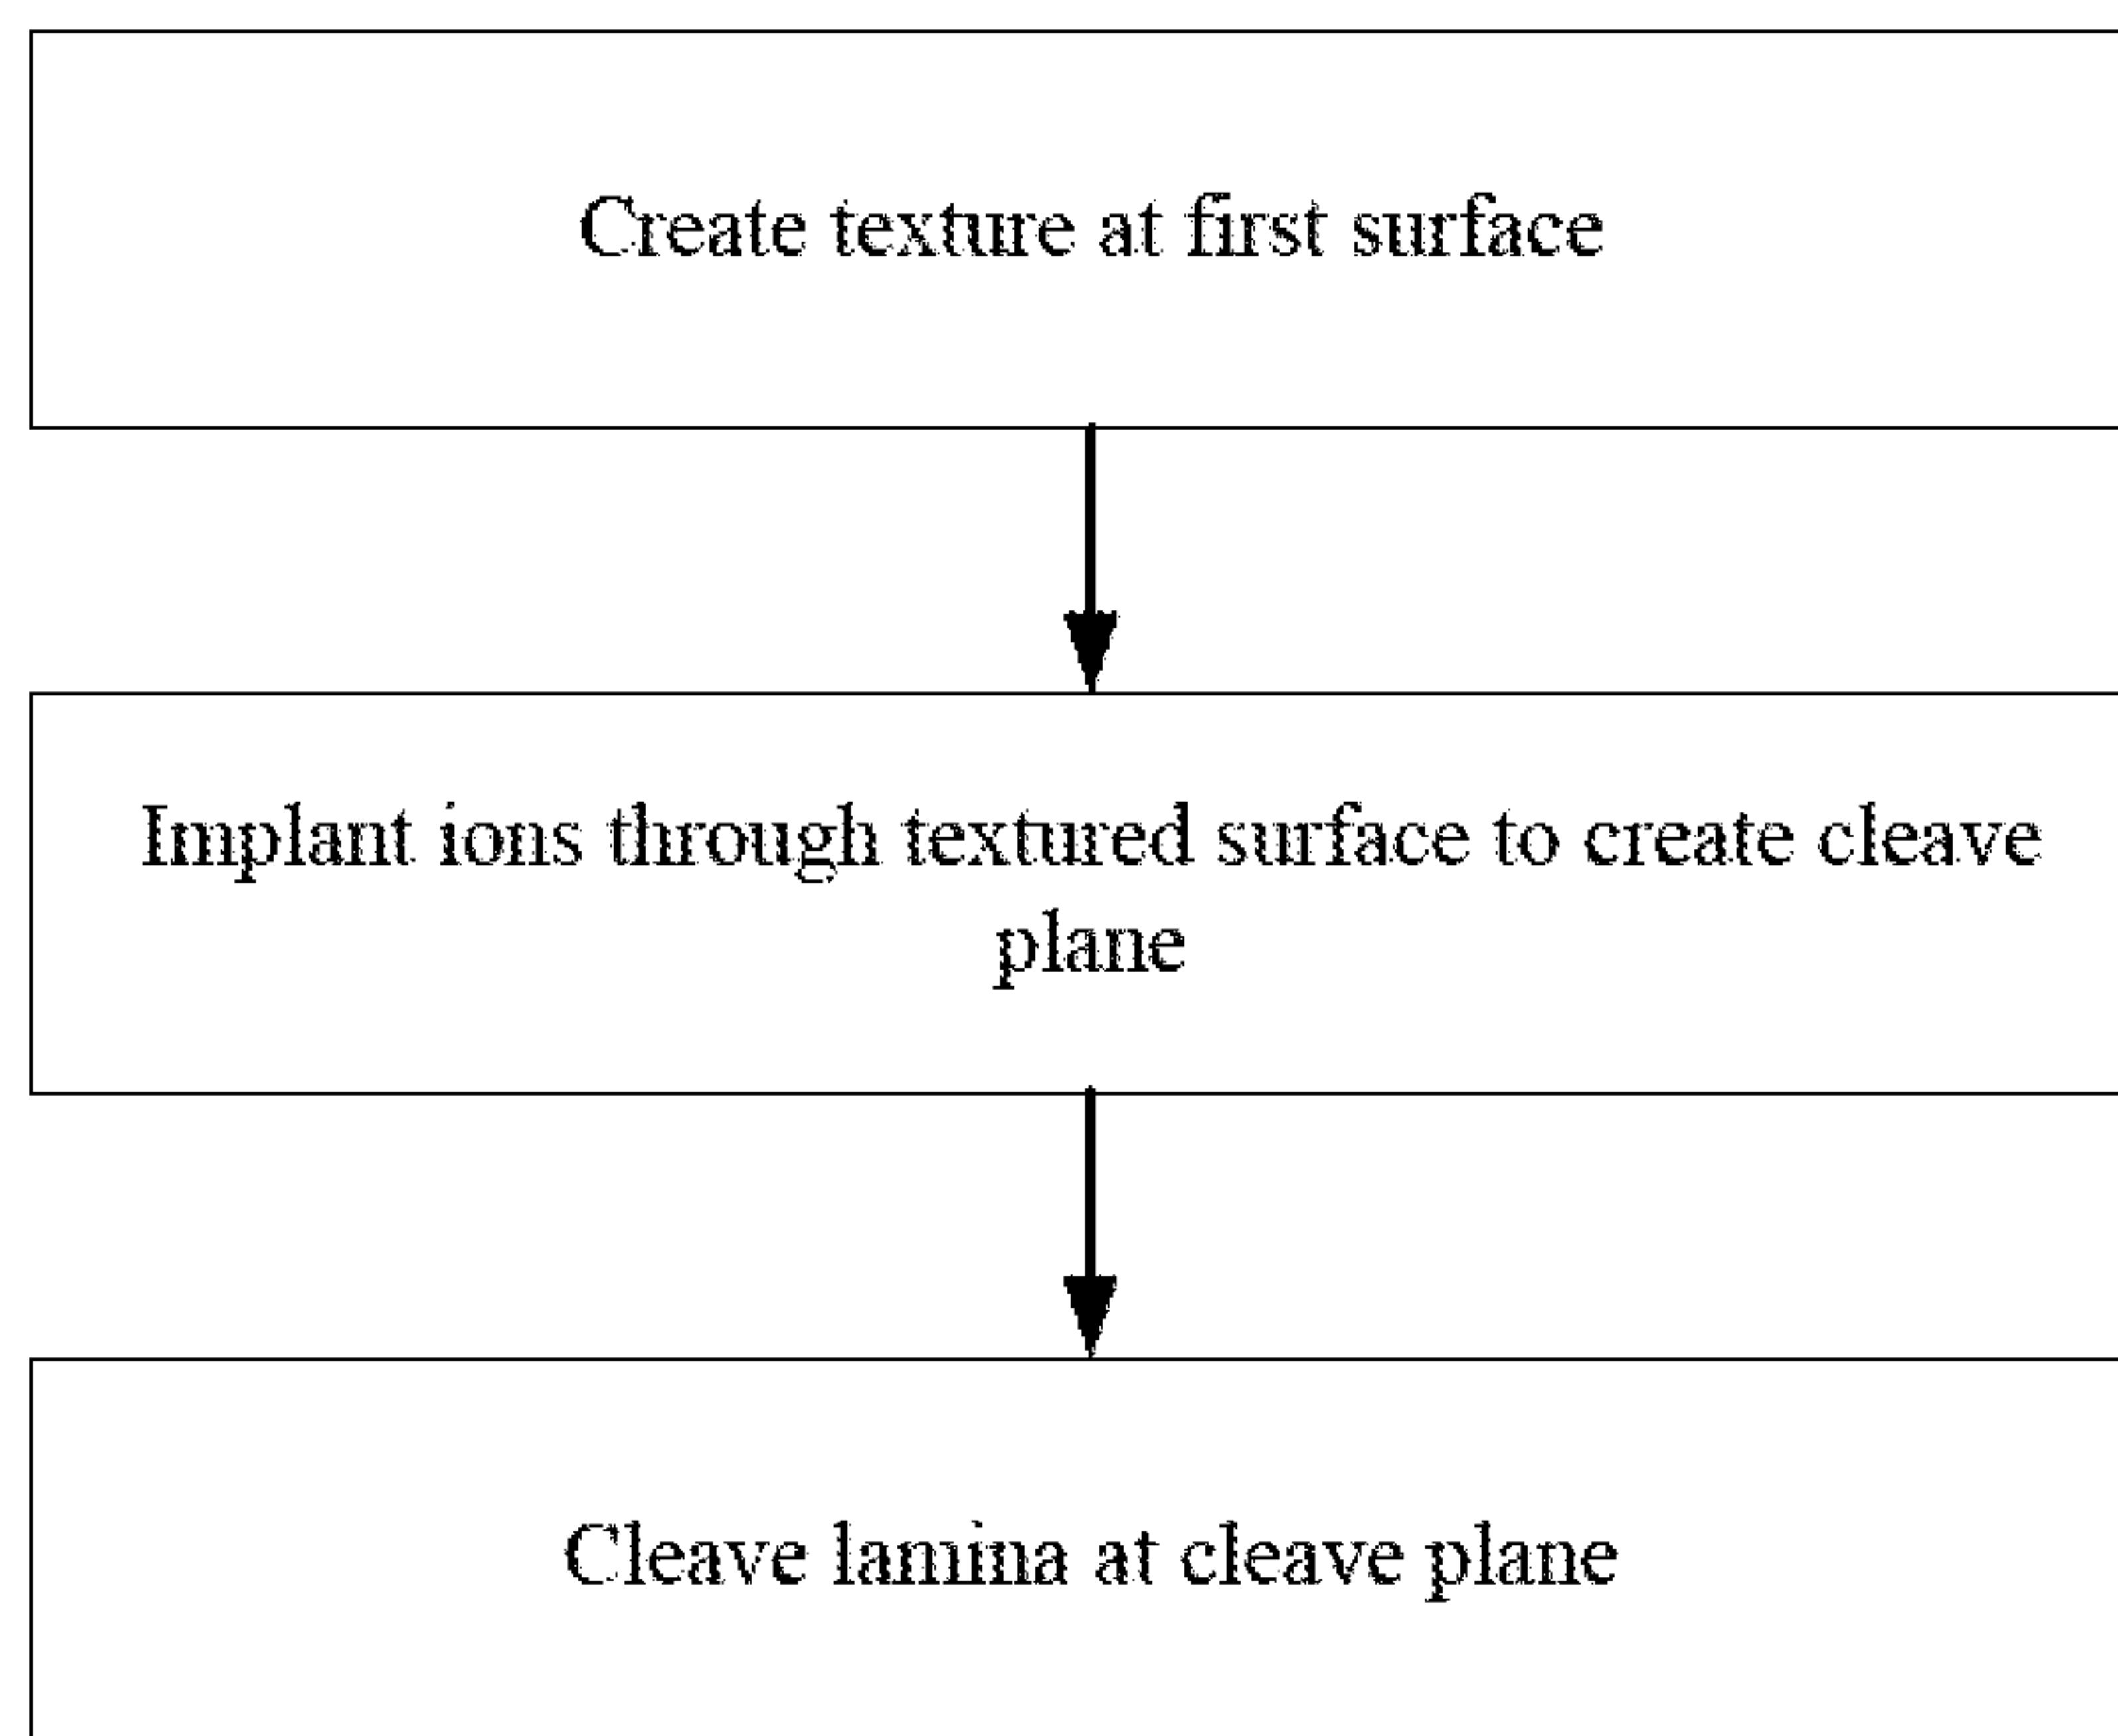 Create texture at first surface
Implant ions through textured surface to create cleave
plane
Cleave lamina at cleave plane